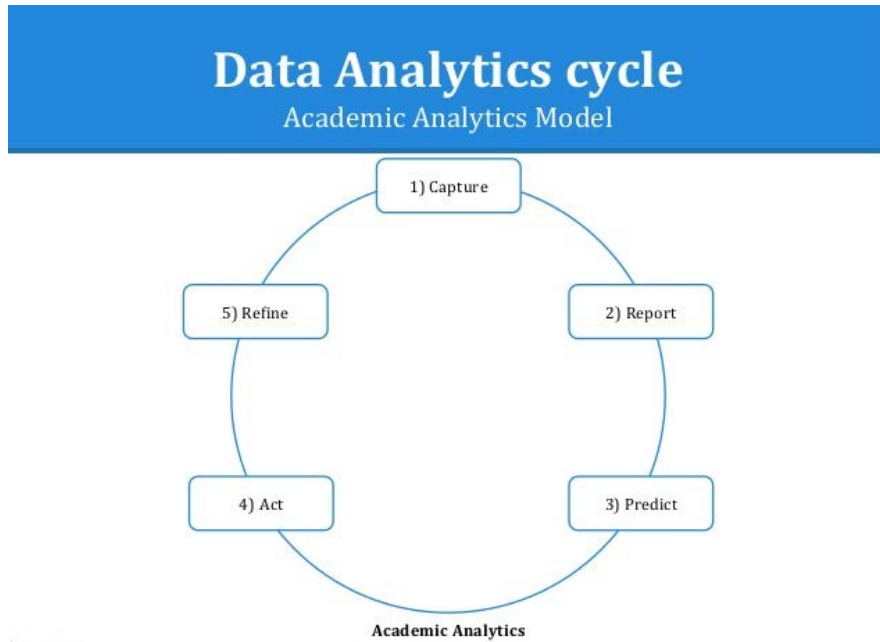 Data Analytics cycle
Academic Analytics Model
1) Capture
2) Report
3) Predict
4) Act
5) Refine
Academic Analytics